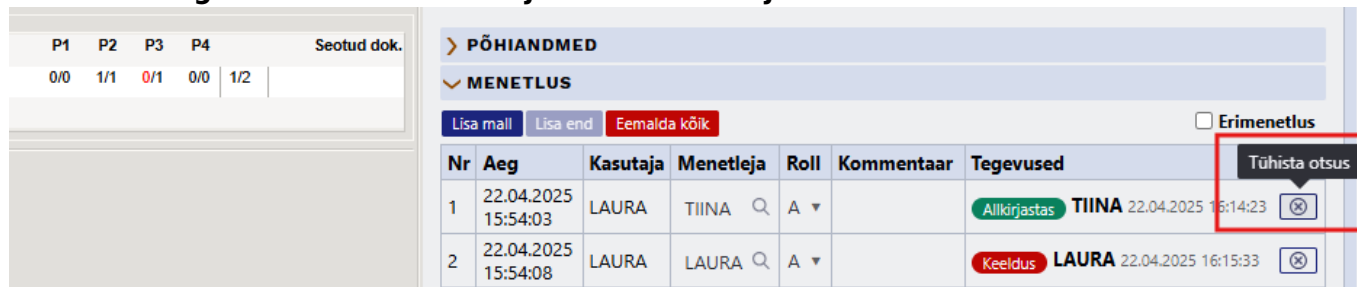 P1 P2 P3 P4 Seotud dok.
0/0 1/1 0/1 0/0 1/2
PÕHIANDMED
MENETLUS
Lisa mall Lisa end Eemalda kõik Erimenetlus
Tühista otsus
Nr Aeg Kasutaja Menetleja Roll Kommentaar Tegevused
1 22.04.2025 15:54:03 LAURA TIINA A Allkirjastas TIINA 22.04.2025 16:14:23
2 22.04.2025 15:54:08 LAURA LAURA A Keeldus LAURA 22.04.2025 16:15:33